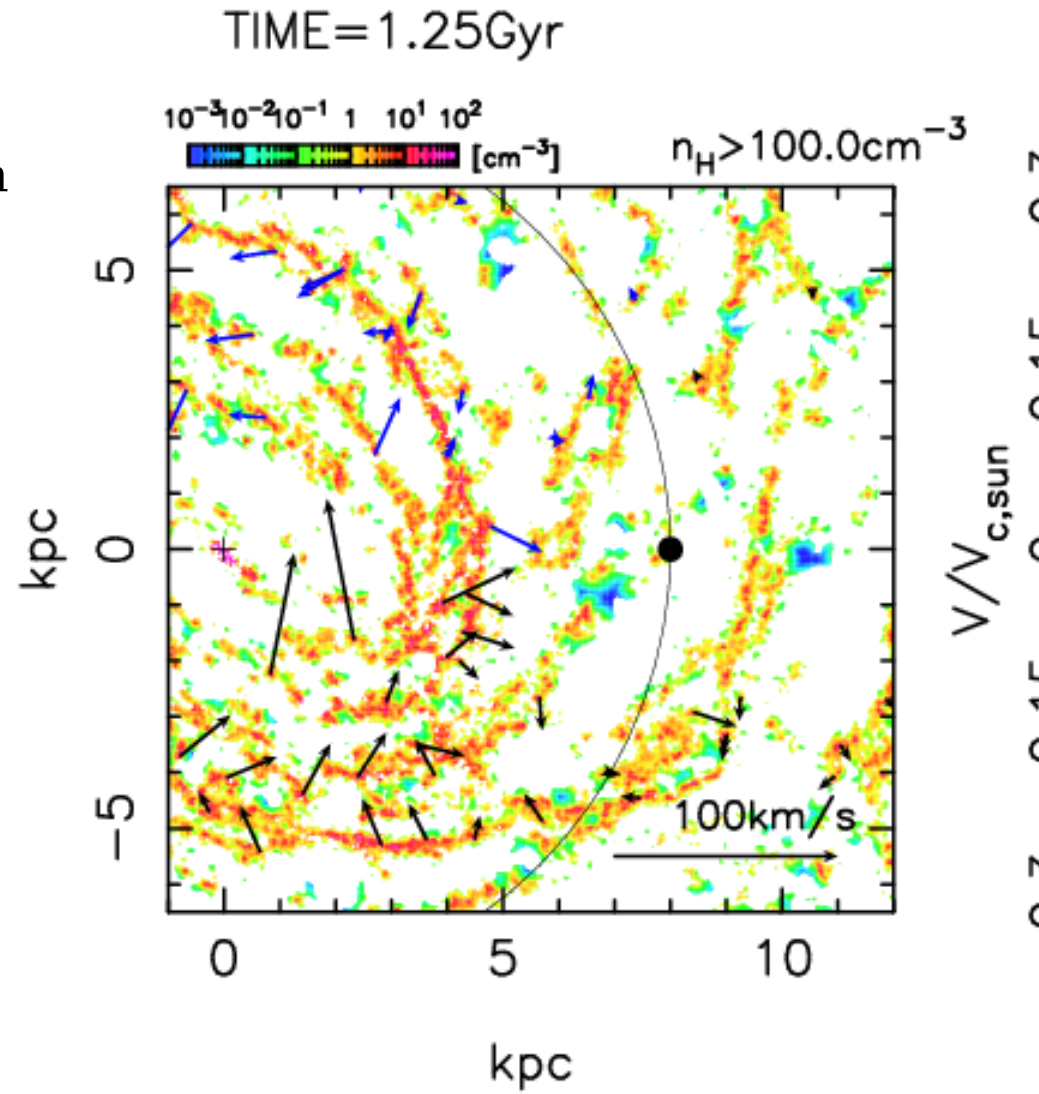 TIME=1.25Gyr
10⁻³10⁻²10⁻¹ 1 10¹ 10²
[cm⁻³]
n_H>100.0cm⁻³
5
0
−5
kpc
100km/s
0 5 10
kpc
V/V_c,sun